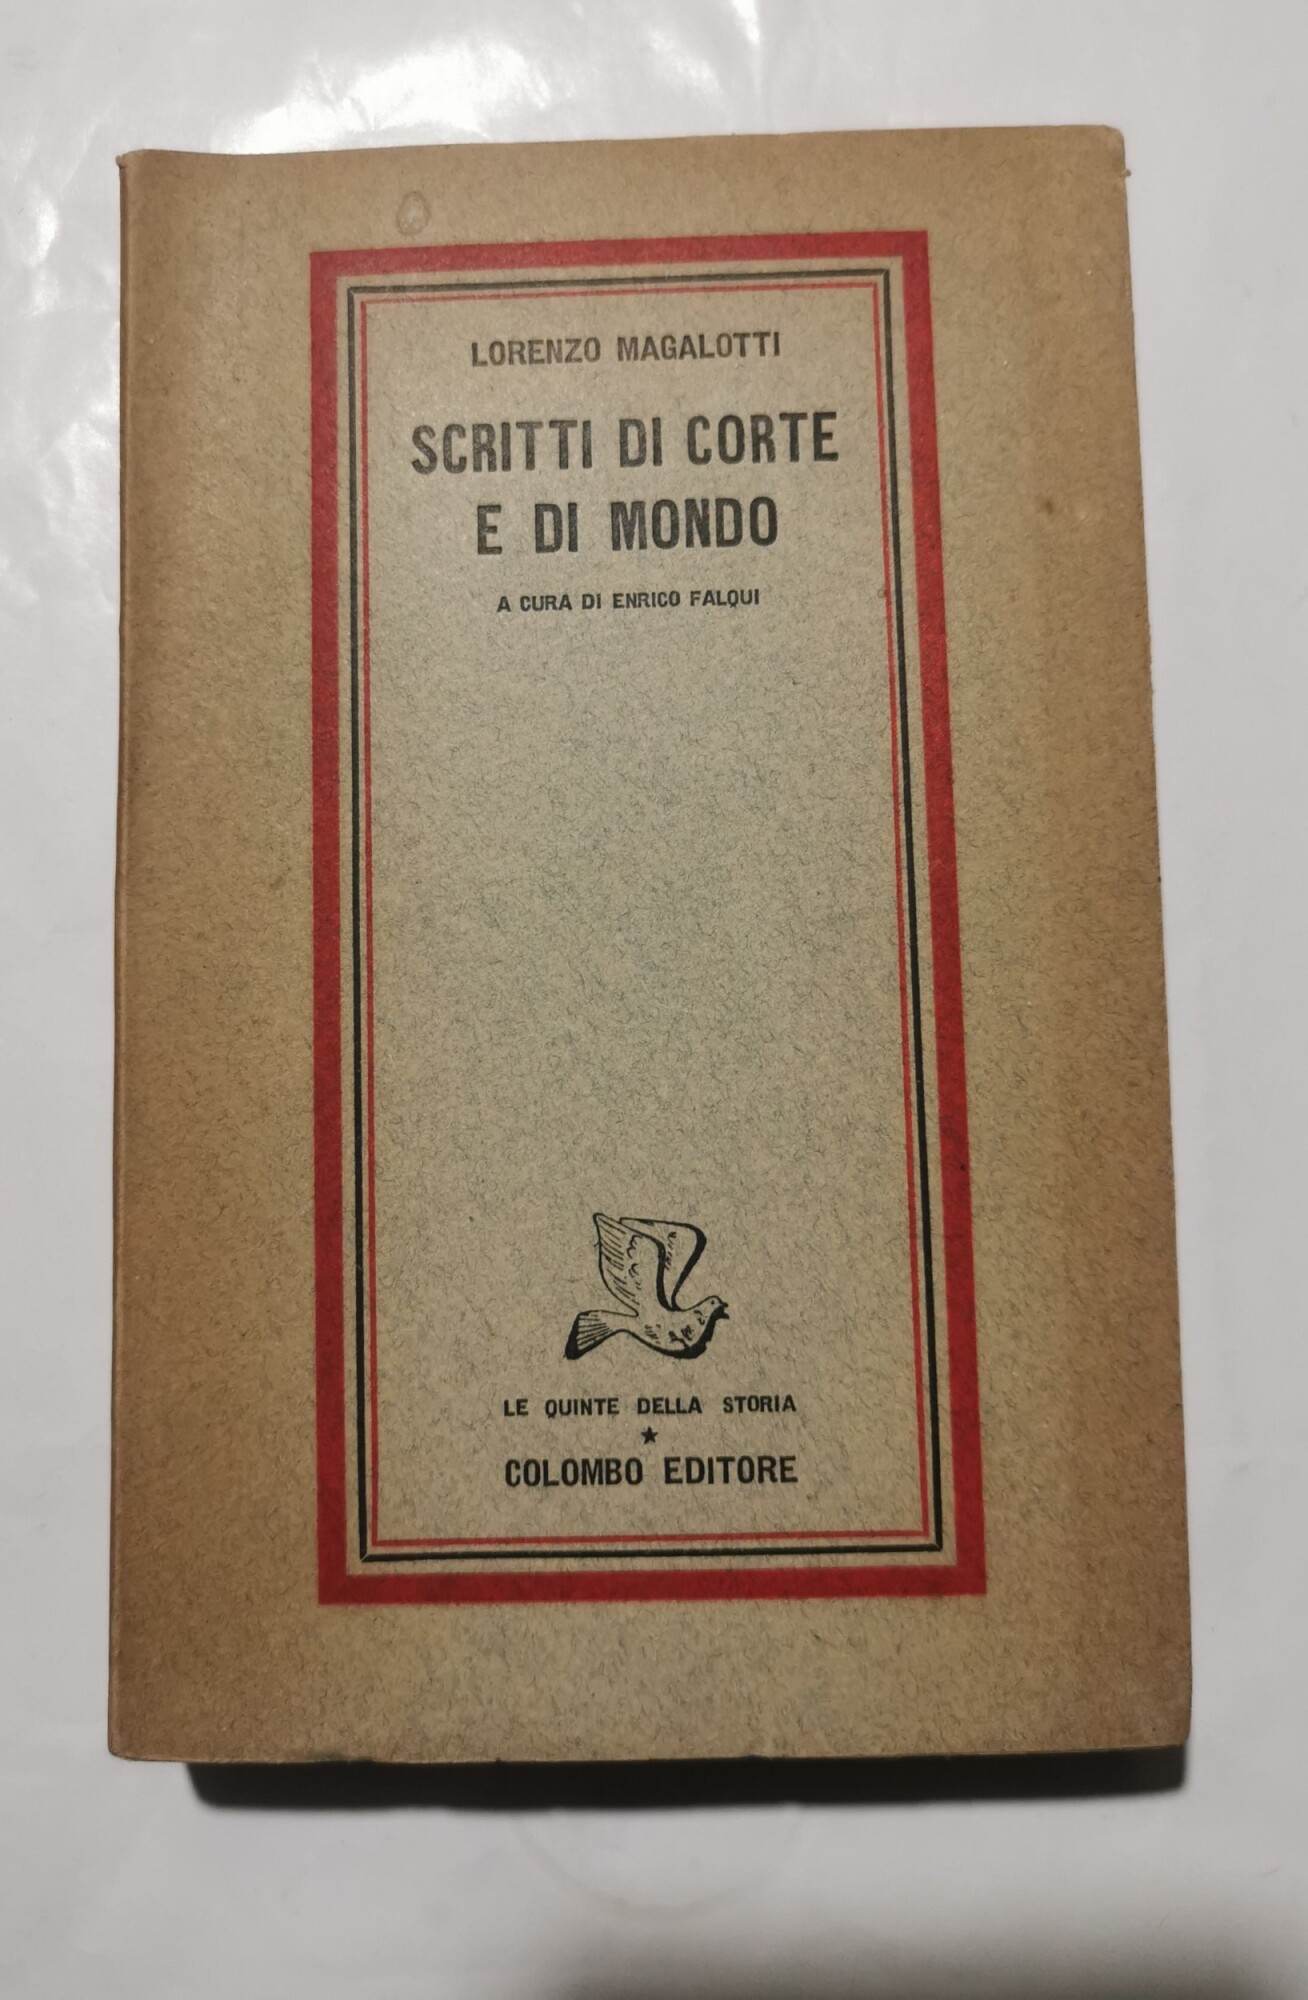 LORENZO MAGALOTTI
SCRITTI DI CORTE
E DI MONDO
A CURA DI ENRICO FALQUI
LE QUINTE DELLA STORIA
★
COLOMBO EDITORE